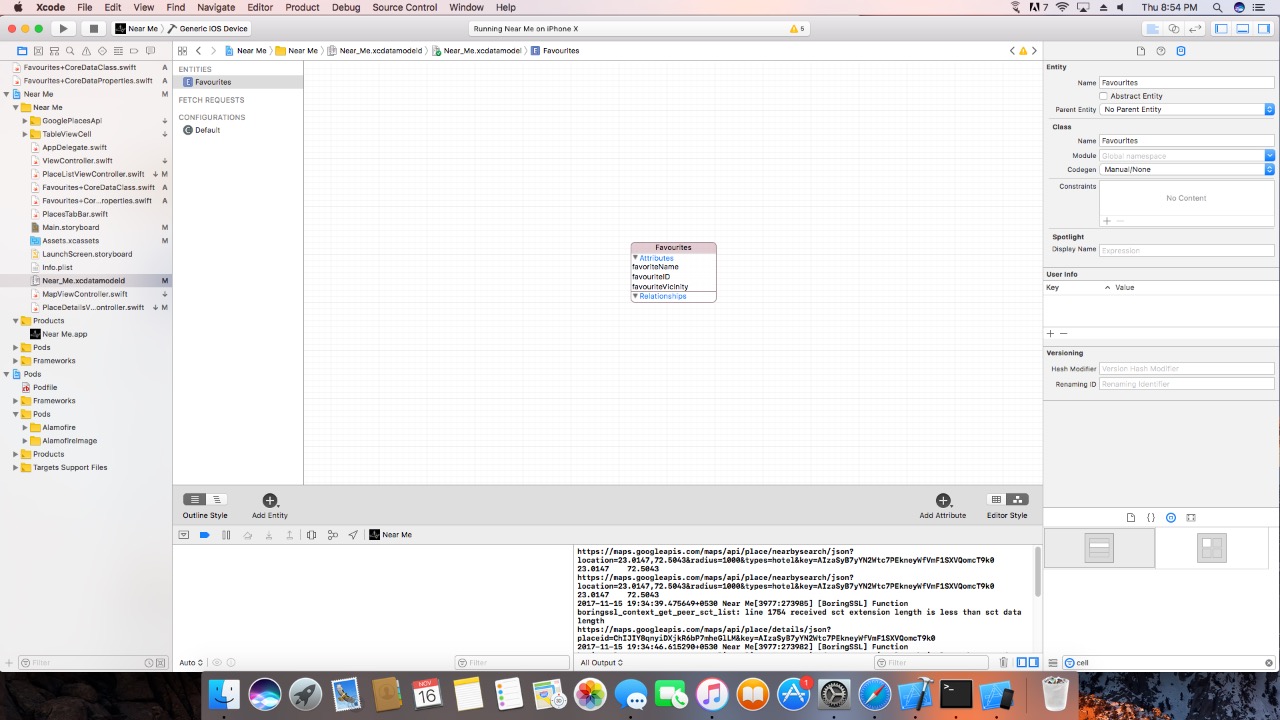 Xcode File Edit View Find Navigate Editor Product Debug Source Control Window Help
7 Thu 8:54 PM
Near Me Generic iOS Device Running Near Me on iPhone X 5
Near Me Near Me Near_Me.xcdatamodeld Near_Me.xcdatamodel Favourites
Favourites+CoreDataClass.swift A
Favourites+CoreDataProperties.swift A
Near Me M
Near Me
GooglePlacesApi
TableViewCell
AppDelegate.swift
ViewController.swift
PlaceListViewController.swift M
Favourites+CoreDataClass.swift A
Favourites+Cor...roperties.swift A
PlacesTabBar.swift
Main.storyboard M
Assets.xcassets M
LaunchScreen.storyboard
Info.plist
Near_Me.xcdatamodeld M
MapViewController.swift
PlaceDetailsV...ontroller.swift M
Products
Near Me.app
Pods
Frameworks
Pods
Podfile
Frameworks
Pods
Alamofire
AlamofireImage
Products
Targets Support Files
Filter
ENTITIES
E Favourites
FETCH REQUESTS
CONFIGURATIONS
C Default
Favourites
Attributes
favoriteName
favouriteID
favouriteVicinity
Relationships
Outline Style Add Entity Add Attribute Editor Style
Near Me
https://maps.googleapis.com/maps/api/place/nearbysearch/json?
location=23.0147,72.5043&radius=1000&types=hotel&key=AIzaSyB7yYN2Wtc7PEkneyWfVmF1SXVQomcT9k0
23.0147 72.5043
https://maps.googleapis.com/maps/api/place/nearbysearch/json?
location=23.0147,72.5043&radius=1000&types=hotel&key=AIzaSyB7yYN2Wtc7PEkneyWfVmF1SXVQomcT9k0
23.0147 72.5043
2017-11-15 19:34:39.475649+0530 Near Me[3977:273985] [BoringSSL] Function
boringssl_context_get_peer_sct_list: line 1754 received sct extension length is less than sct data
length
https://maps.googleapis.com/maps/api/place/details/json?
placeid=ChIJIY8qnyiDXjkR6bP7mheGlLM&key=AIzaSyB7yYN2Wtc7PEkneyWfVmF1SXVQomcT9k0
2017-11-15 19:34:46.615290+0530 Near Me[3977:273982] [BoringSSL] Function
Auto Filter All Output Filter
Entity
Name Favourites
Abstract Entity
Parent Entity No Parent Entity
Class
Name Favourites
Module Global namespace
Codegen Manual/None
Constraints
No Content
Spotlight
Display Name Expression
User Info
Key Value
Versioning
Hash Modifier Version Hash Modifier
Renaming ID Renaming Identifier
cell
NOV
16
1